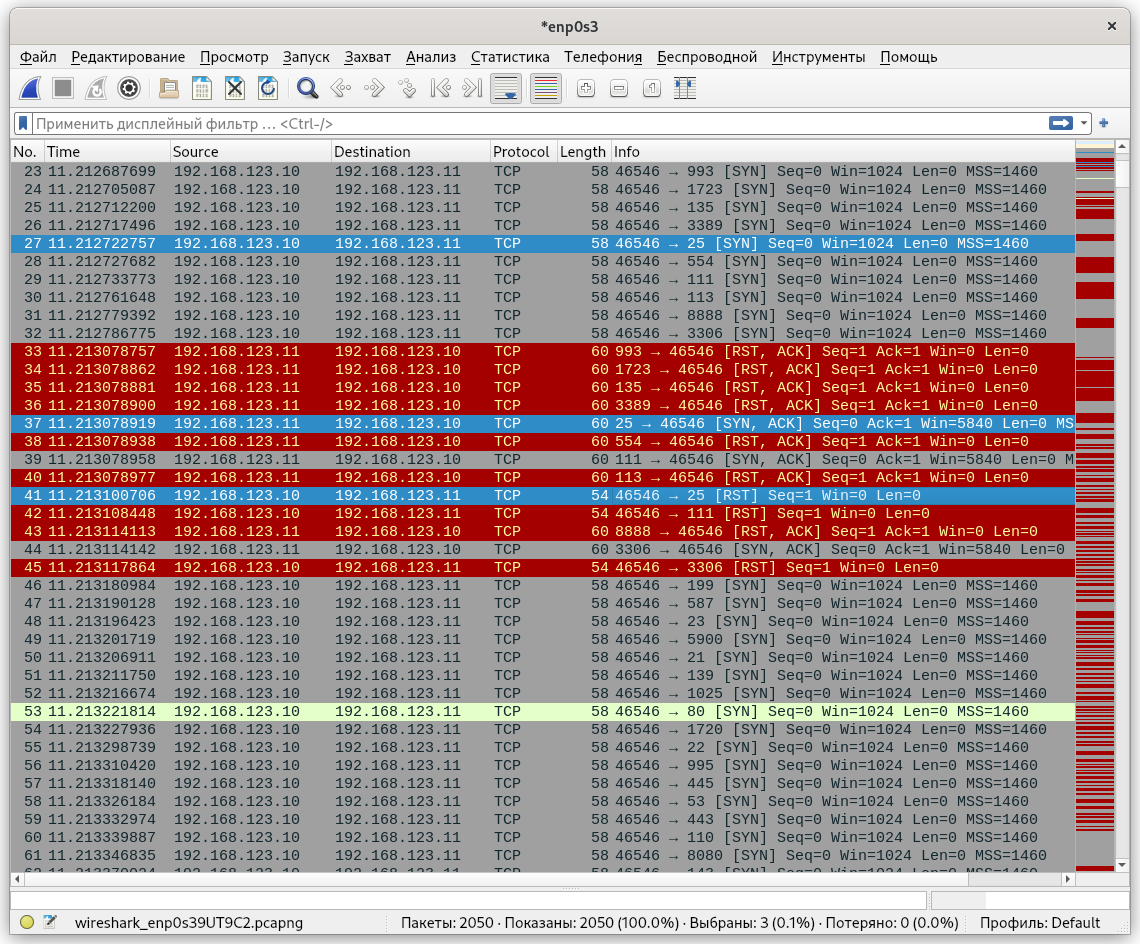 *enp0s3
Файл Редактирование Просмотр Запуск Захват Анализ Статистика Телефония Беспроводной Инструменты Помощь
Применить дисплейный фильтр … <Ctrl-/>
No. Time Source Destination Protocol Length Info
23 11.212687699 192.168.123.10 192.168.123.11 TCP 58 46546 → 993 [SYN] Seq=0 Win=1024 Len=0 MSS=1460
24 11.212705087 192.168.123.10 192.168.123.11 TCP 58 46546 → 1723 [SYN] Seq=0 Win=1024 Len=0 MSS=1460
25 11.212712200 192.168.123.10 192.168.123.11 TCP 58 46546 → 135 [SYN] Seq=0 Win=1024 Len=0 MSS=1460
26 11.212717496 192.168.123.10 192.168.123.11 TCP 58 46546 → 3389 [SYN] Seq=0 Win=1024 Len=0 MSS=1460
27 11.212722757 192.168.123.10 192.168.123.11 TCP 58 46546 → 25 [SYN] Seq=0 Win=1024 Len=0 MSS=1460
28 11.212727682 192.168.123.10 192.168.123.11 TCP 58 46546 → 554 [SYN] Seq=0 Win=1024 Len=0 MSS=1460
29 11.212733773 192.168.123.10 192.168.123.11 TCP 58 46546 → 111 [SYN] Seq=0 Win=1024 Len=0 MSS=1460
30 11.212761648 192.168.123.10 192.168.123.11 TCP 58 46546 → 113 [SYN] Seq=0 Win=1024 Len=0 MSS=1460
31 11.212779392 192.168.123.10 192.168.123.11 TCP 58 46546 → 8888 [SYN] Seq=0 Win=1024 Len=0 MSS=1460
32 11.212786775 192.168.123.10 192.168.123.11 TCP 58 46546 → 3306 [SYN] Seq=0 Win=1024 Len=0 MSS=1460
33 11.213078757 192.168.123.11 192.168.123.10 TCP 60 993 → 46546 [RST, ACK] Seq=1 Ack=1 Win=0 Len=0
34 11.213078862 192.168.123.11 192.168.123.10 TCP 60 1723 → 46546 [RST, ACK] Seq=1 Ack=1 Win=0 Len=0
35 11.213078881 192.168.123.11 192.168.123.10 TCP 60 135 → 46546 [RST, ACK] Seq=1 Ack=1 Win=0 Len=0
36 11.213078900 192.168.123.11 192.168.123.10 TCP 60 3389 → 46546 [RST, ACK] Seq=1 Ack=1 Win=0 Len=0
37 11.213078919 192.168.123.11 192.168.123.10 TCP 60 25 → 46546 [SYN, ACK] Seq=0 Ack=1 Win=5840 Len=0 MS
38 11.213078938 192.168.123.11 192.168.123.10 TCP 60 554 → 46546 [RST, ACK] Seq=1 Ack=1 Win=0 Len=0
39 11.213078958 192.168.123.11 192.168.123.10 TCP 60 111 → 46546 [SYN, ACK] Seq=0 Ack=1 Win=5840 Len=0 M
40 11.213078977 192.168.123.11 192.168.123.10 TCP 60 113 → 46546 [RST, ACK] Seq=1 Ack=1 Win=0 Len=0
41 11.213100706 192.168.123.10 192.168.123.11 TCP 54 46546 → 25 [RST] Seq=1 Win=0 Len=0
42 11.213108448 192.168.123.10 192.168.123.11 TCP 54 46546 → 111 [RST] Seq=1 Win=0 Len=0
43 11.213114113 192.168.123.11 192.168.123.10 TCP 60 8888 → 46546 [RST, ACK] Seq=1 Ack=1 Win=0 Len=0
44 11.213114142 192.168.123.11 192.168.123.10 TCP 60 3306 → 46546 [SYN, ACK] Seq=0 Ack=1 Win=5840 Len=0
45 11.213117864 192.168.123.10 192.168.123.11 TCP 54 46546 → 3306 [RST] Seq=1 Win=0 Len=0
46 11.213180984 192.168.123.10 192.168.123.11 TCP 58 46546 → 199 [SYN] Seq=0 Win=1024 Len=0 MSS=1460
47 11.213190128 192.168.123.10 192.168.123.11 TCP 58 46546 → 587 [SYN] Seq=0 Win=1024 Len=0 MSS=1460
48 11.213196423 192.168.123.10 192.168.123.11 TCP 58 46546 → 23 [SYN] Seq=0 Win=1024 Len=0 MSS=1460
49 11.213201719 192.168.123.10 192.168.123.11 TCP 58 46546 → 5900 [SYN] Seq=0 Win=1024 Len=0 MSS=1460
50 11.213206911 192.168.123.10 192.168.123.11 TCP 58 46546 → 21 [SYN] Seq=0 Win=1024 Len=0 MSS=1460
51 11.213211750 192.168.123.10 192.168.123.11 TCP 58 46546 → 139 [SYN] Seq=0 Win=1024 Len=0 MSS=1460
52 11.213216674 192.168.123.10 192.168.123.11 TCP 58 46546 → 1025 [SYN] Seq=0 Win=1024 Len=0 MSS=1460
53 11.213221814 192.168.123.10 192.168.123.11 TCP 58 46546 → 80 [SYN] Seq=0 Win=1024 Len=0 MSS=1460
54 11.213227936 192.168.123.10 192.168.123.11 TCP 58 46546 → 1720 [SYN] Seq=0 Win=1024 Len=0 MSS=1460
55 11.213298739 192.168.123.10 192.168.123.11 TCP 58 46546 → 22 [SYN] Seq=0 Win=1024 Len=0 MSS=1460
56 11.213310420 192.168.123.10 192.168.123.11 TCP 58 46546 → 995 [SYN] Seq=0 Win=1024 Len=0 MSS=1460
57 11.213318140 192.168.123.10 192.168.123.11 TCP 58 46546 → 445 [SYN] Seq=0 Win=1024 Len=0 MSS=1460
58 11.213326184 192.168.123.10 192.168.123.11 TCP 58 46546 → 53 [SYN] Seq=0 Win=1024 Len=0 MSS=1460
59 11.213332974 192.168.123.10 192.168.123.11 TCP 58 46546 → 443 [SYN] Seq=0 Win=1024 Len=0 MSS=1460
60 11.213339887 192.168.123.10 192.168.123.11 TCP 58 46546 → 110 [SYN] Seq=0 Win=1024 Len=0 MSS=1460
61 11.213346835 192.168.123.10 192.168.123.11 TCP 58 46546 → 8080 [SYN] Seq=0 Win=1024 Len=0 MSS=1460
wireshark_enp0s39UT9C2.pcapng Пакеты: 2050 · Показаны: 2050 (100.0%) · Выбраны: 3 (0.1%) · Потеряно: 0 (0.0%) Профиль: Default